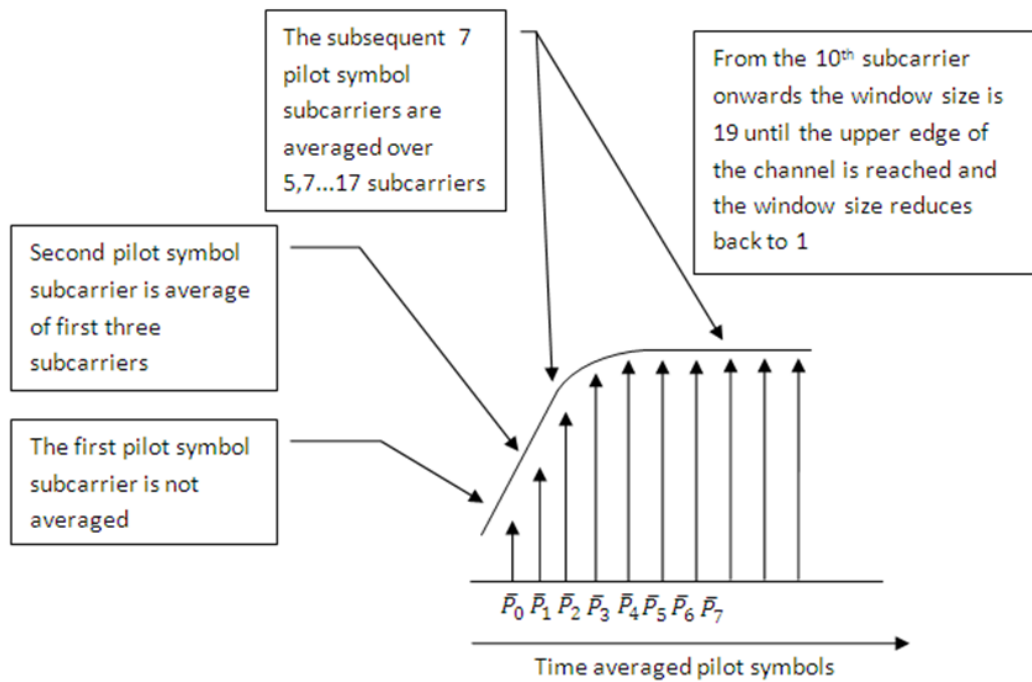 The subsequent 7
pilot symbol
subcarriers are
averaged over
5,7...17 subcarriers
From the 10th subcarrier
onwards the window size is
19 until the upper edge of
the channel is reached and
the window size reduces
back to 1
Second pilot symbol
subcarrier is average
of first three
subcarriers
The first pilot symbol
subcarrier is not
averaged
P̄₀ P̄₁ P̄₂ P̄₃ P̄₄ P̄₅ P̄₆ P̄₇
Time averaged pilot symbols